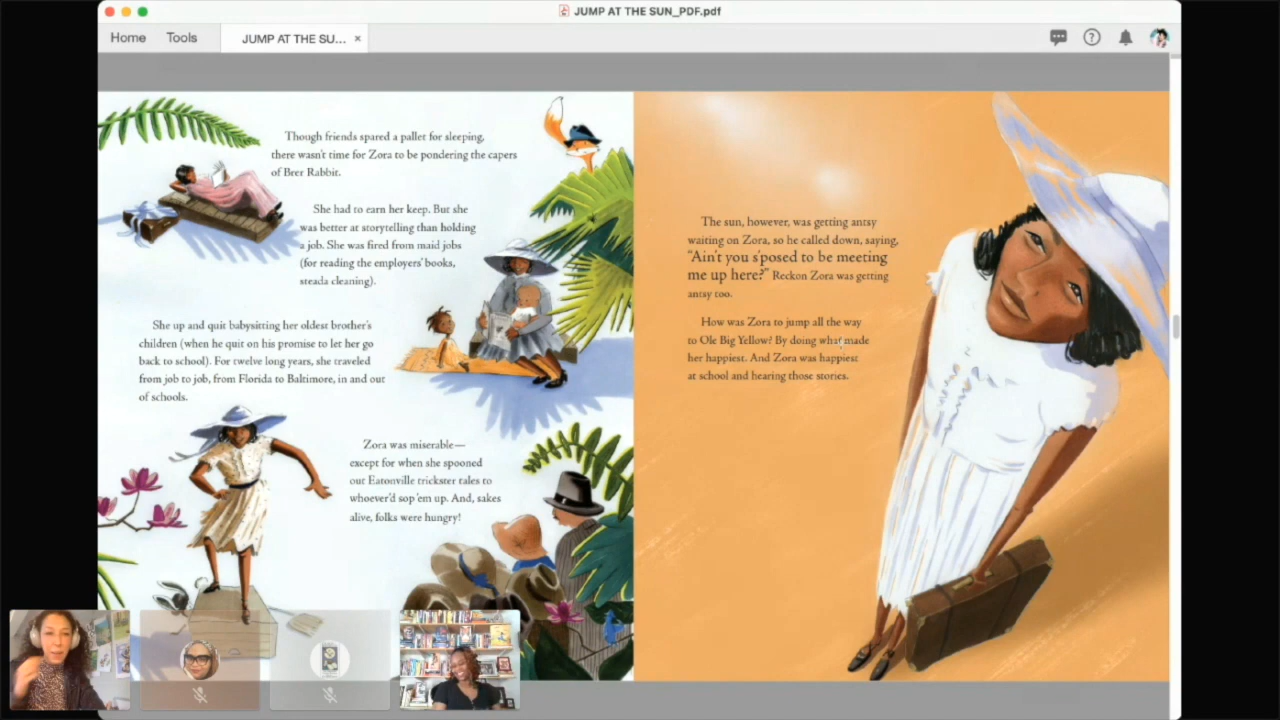 JUMP AT THE SUN_PDF.pdf
Home
Tools
JUMP AT THE SU...
Though friends spared a pallet for sleeping,
there wasn't time for Zora to be pondering the capers
of Brer Rabbit.
She had to earn her keep. But she
was better at storytelling than holding
a job. She was fired from maid jobs
(for reading the employers' books,
steada cleaning).
She up and quit babysitting her oldest brother's
children (when he quit on his promise to let her go
back to school). For twelve long years, she traveled
from job to job, from Florida to Baltimore, in and out
of schools.
Zora was miserable—
except for when she spooned
out Eatonville trickster tales to
whoever'd sop 'em up. And, sakes
alive, folks were hungry!
The sun, however, was getting antsy
waiting on Zora, so he called down, saying,
"Ain't you s'posed to be meeting
me up here?" Reckon Zora was getting
antsy too.
How was Zora to jump all the way
to Ole Big Yellow? By doing what made
her happiest. And Zora was happiest
at school and hearing those stories.